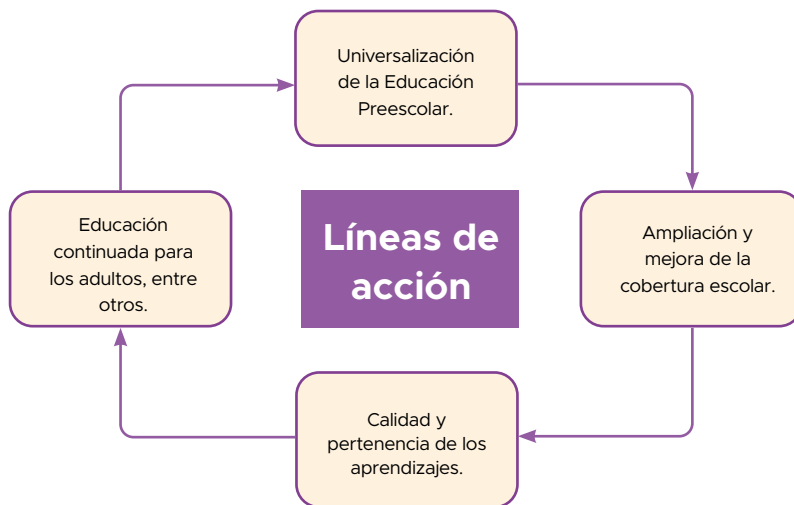 Universalización
de la Educación
Preescolar.
Educación
continuada para
los adultos, entre
otros.
Líneas de
acción
Ampliación y
mejora de la
cobertura escolar.
Calidad y
pertenencia de los
aprendizajes.